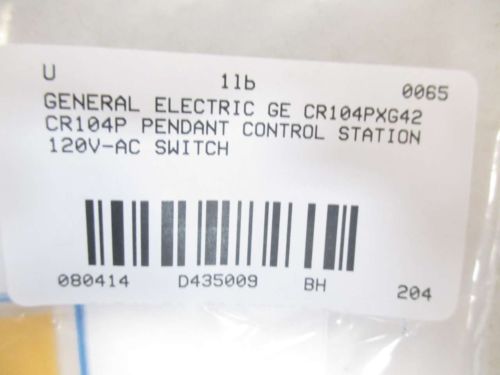 U 1lb 0065
GENERAL ELECTRIC GE CR104PXG42
CR104P PENDANT CONTROL STATION
120V-AC SWITCH
080414 D435009 BH 204